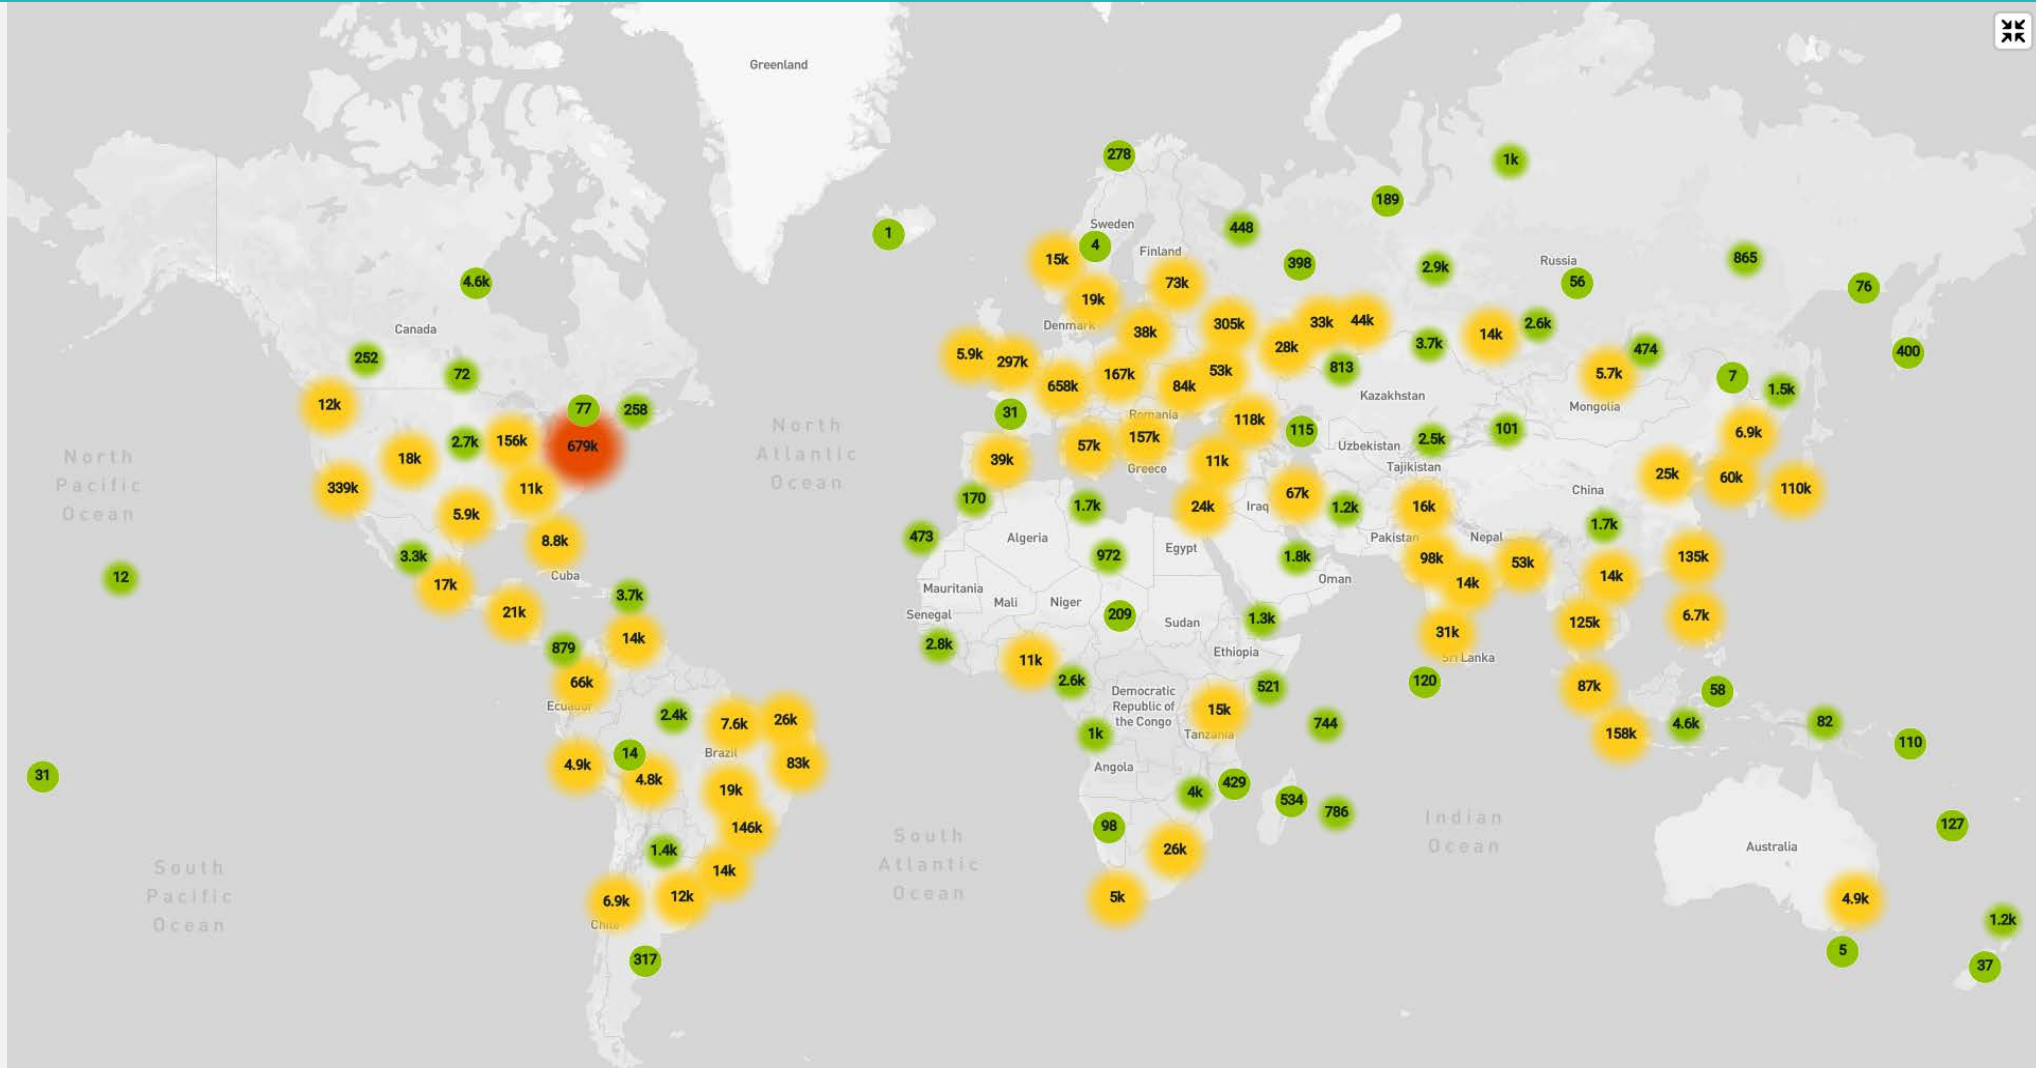 Greenland
278
1k
189
Sweden
448
1
4
Finland
15k
398
2.9k
Russia
865
4.6k
73k
56
76
19k
Canada
Denmark
38k
305k
33k
44k
14k
2.6k
5.9k
297k
28k
3.7k
474
400
252
72
658k
167k
84k
53k
813
5.7k
7
1.5k
Kazakhstan
12k
77
258
31
Romania
Mongolia
118k
115
101
6.9k
North
Atlantic
Ocean
2.7k
156k
679k
57k
157k
Uzbekistan
2.5k
North
Pacific
Ocean
18k
39k
Greece
11k
Tajikistan
25k
60k
110k
339k
11k
China
170
1.7k
24k
Iraq
67k
1.2k
16k
5.9k
1.7k
473
Algeria
Egypt
Pakistan
Nepal
8.8k
3.3k
972
1.8k
98k
53k
135k
12
17k
Cuba
Oman
14k
14k
Mauritania
3.7k
Mali
Niger
21k
Senegal
209
Sudan
1.3k
31k
125k
6.7k
14k
879
2.8k
11k
Ethiopia
Sri Lanka
66k
2.6k
521
120
87k
58
Democratic
Republic of
the Congo
Ecuador
2.4k
7.6k
26k
15k
744
4.6k
82
1k
Tanzania
158k
110
14
Brazil
4.9k
83k
Angola
31
4.8k
19k
4k
429
534
786
146k
98
Indian
Ocean
127
South
Atlantic
Ocean
1.4k
26k
Australia
South
Pacific
Ocean
14k
6.9k
12k
5k
4.9k
Chile
1.2k
317
5
37